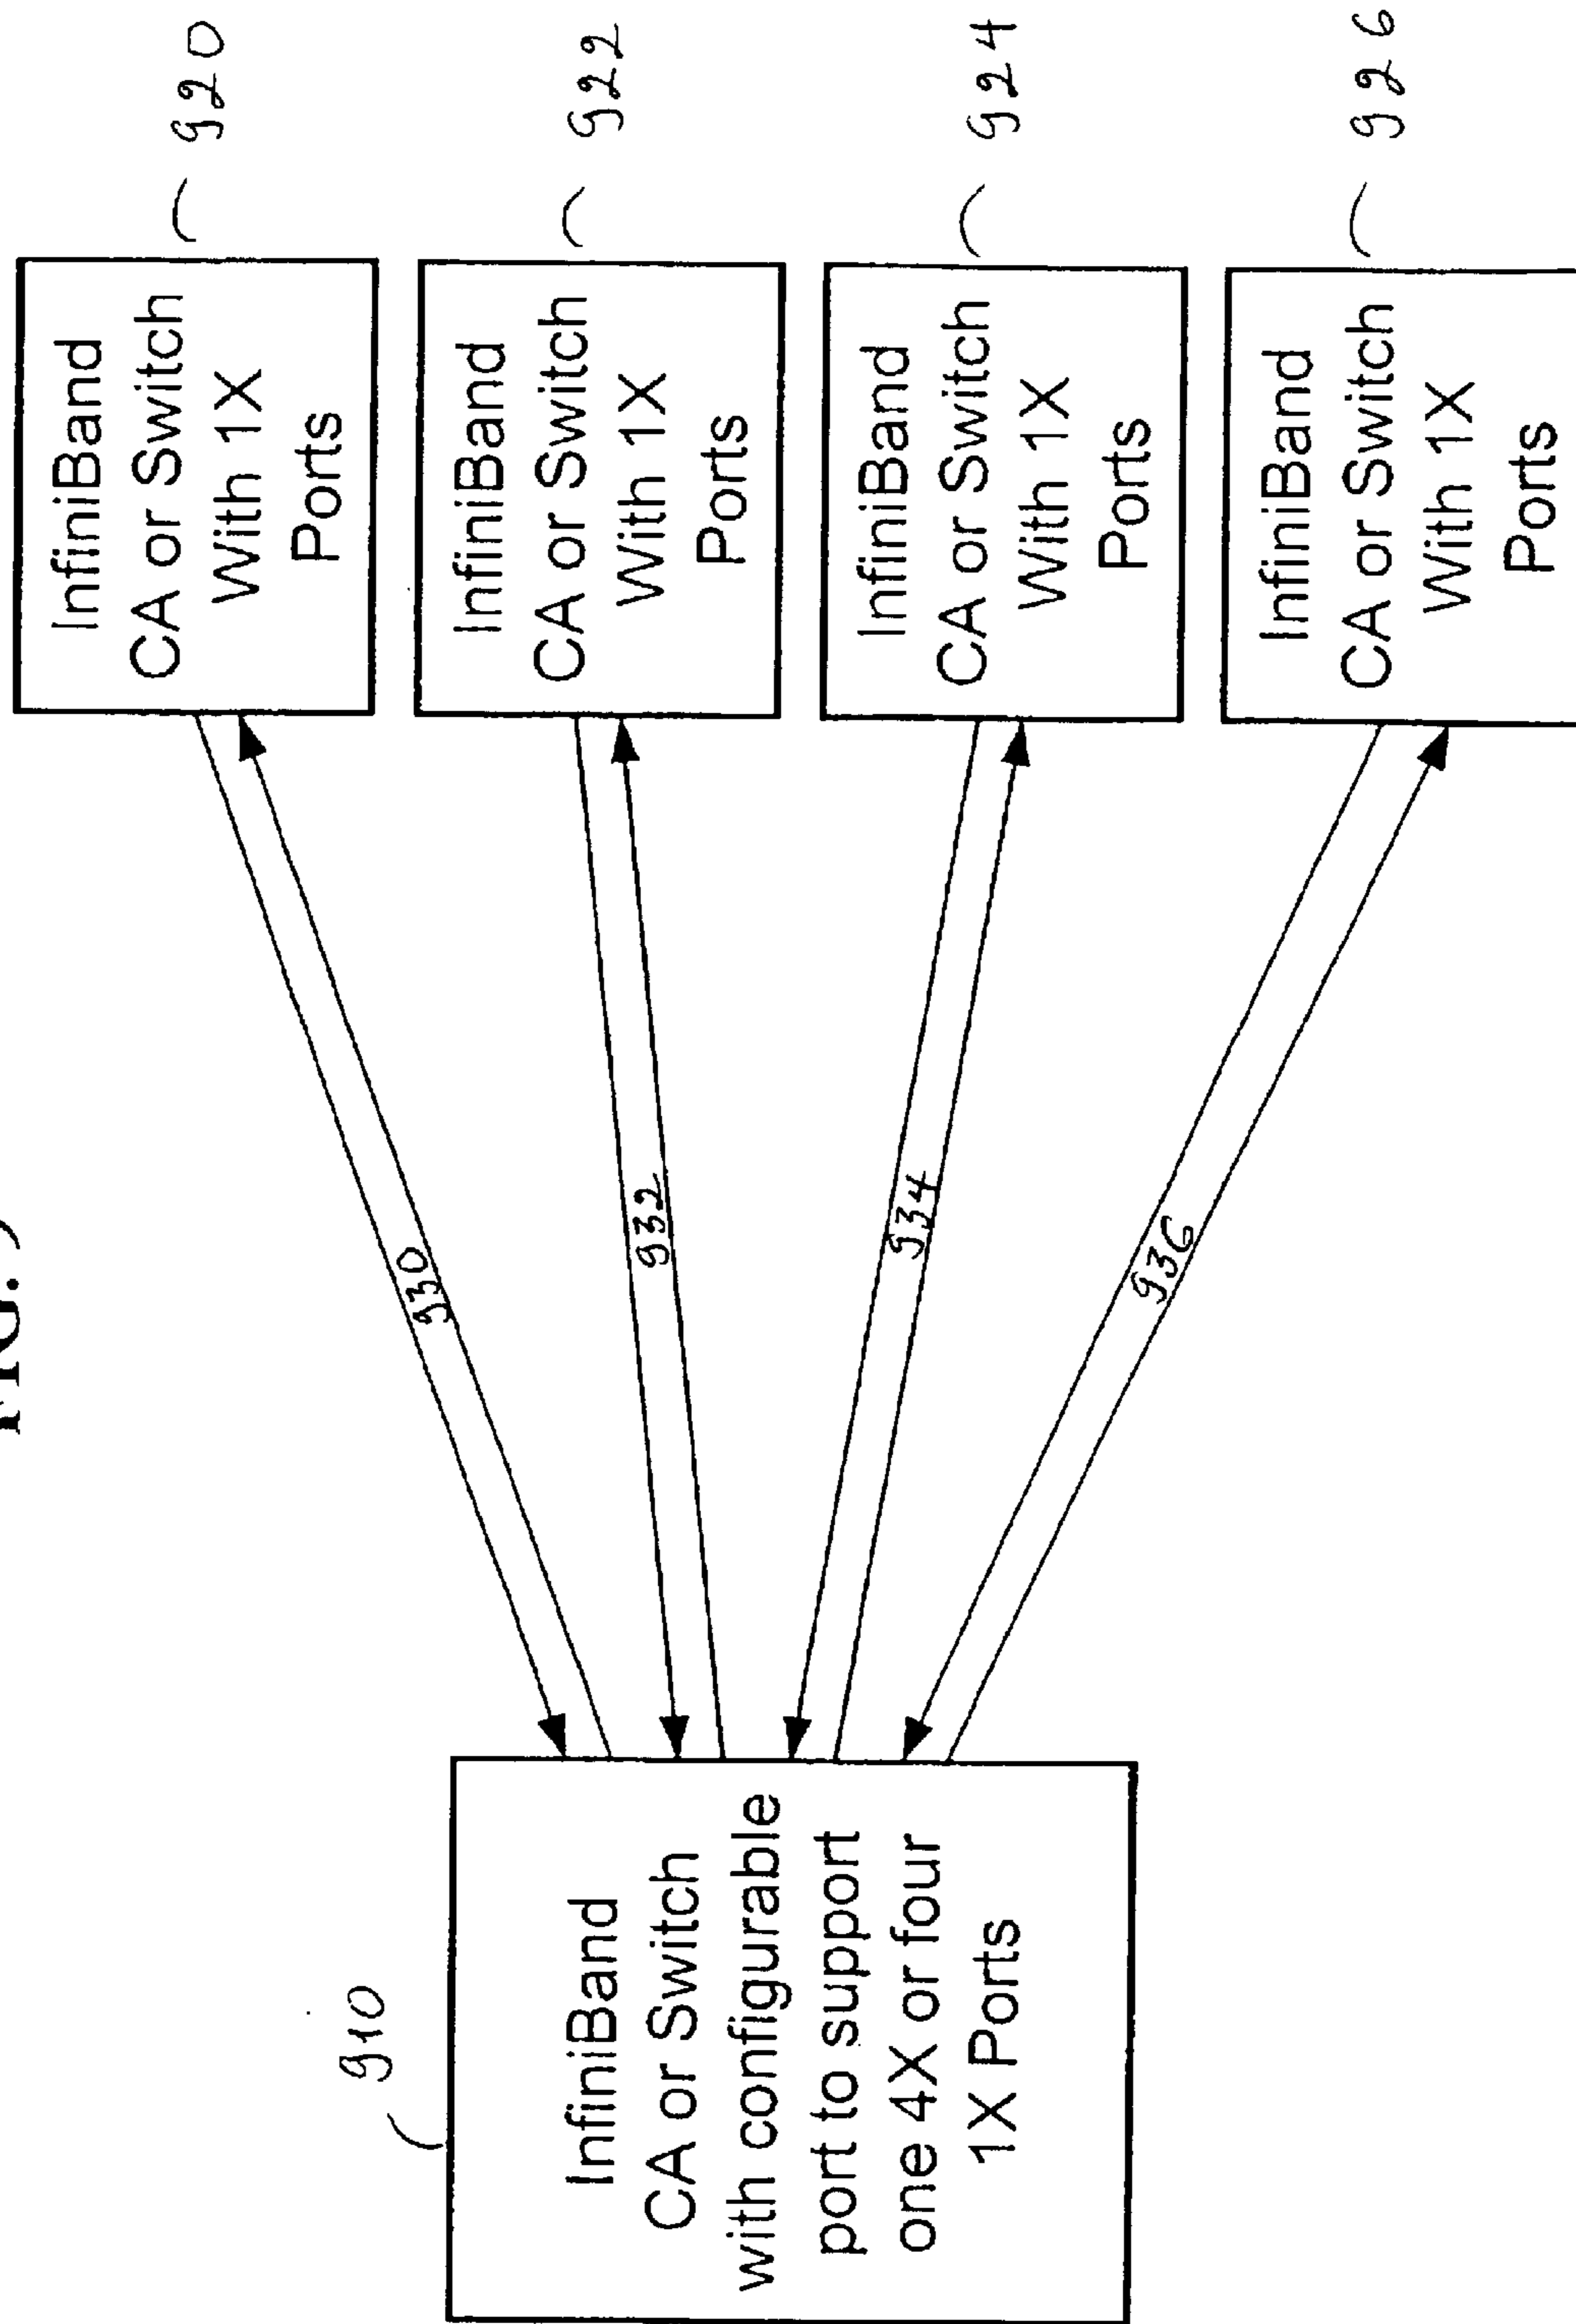 910
InfiniBand
CA or Switch
with configurable
port to support
one 4X or four
1X Ports
930
932
934
936
InfiniBand
CA or Switch
With 1X
Ports
920
InfiniBand
CA or Switch
With 1X
Ports
922
InfiniBand
CA or Switch
With 1X
Ports
924
InfiniBand
CA or Switch
With 1X
Ports
926